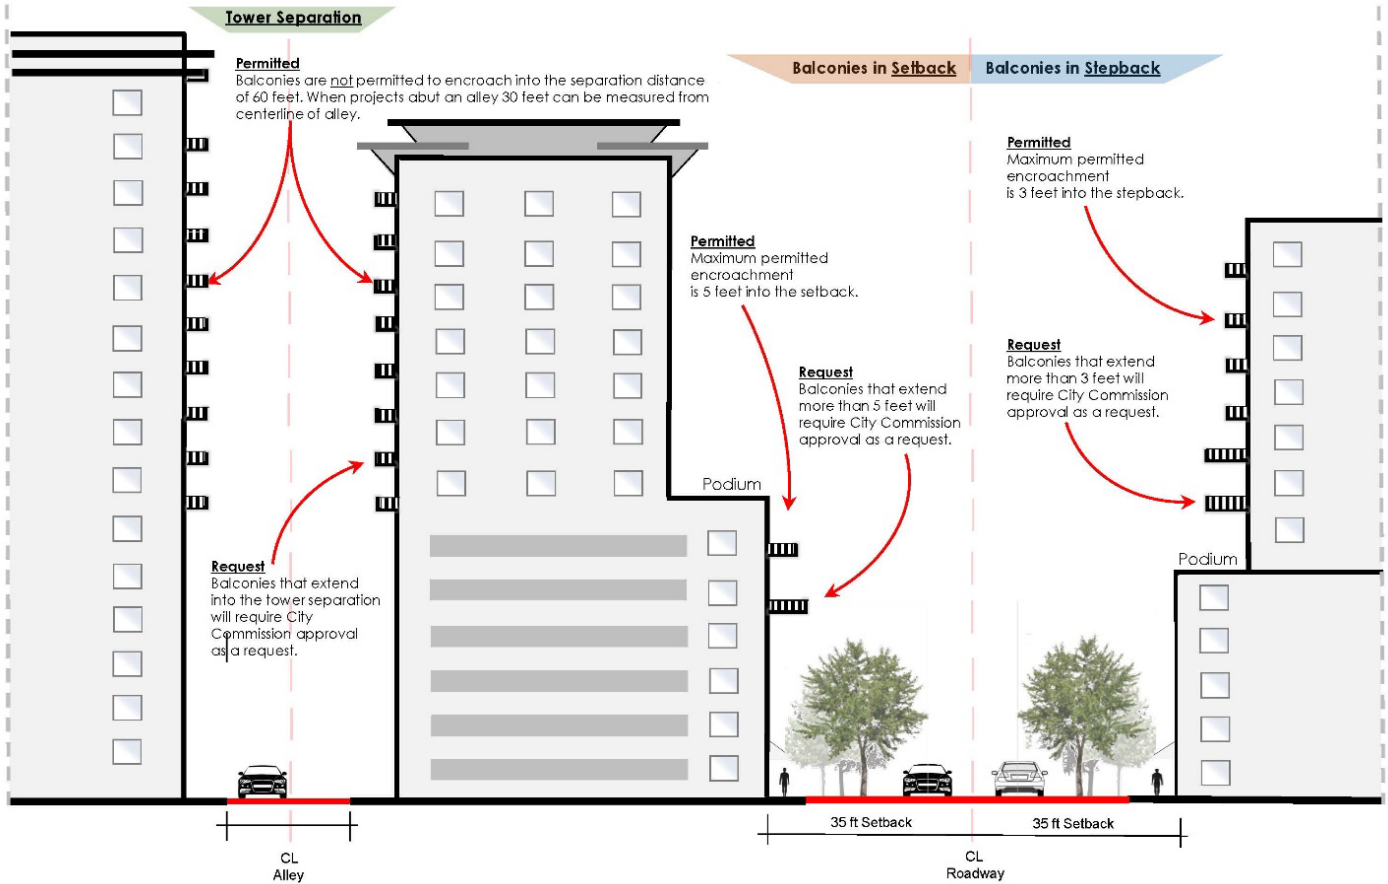 Tower Separation
Permitted
Balconies are not permitted to encroach into the separation distance
of 60 feet. When projects abut an alley 30 feet can be measured from
centerline of alley.
Balconies in Setback
Balconies in Stepback
Permitted
Maximum permitted
encroachment
is 3 feet into the stepback.
Permitted
Maximum permitted
encroachment
is 5 feet into the setback.
Request
Balconies that extend
more than 3 feet will
require City Commission
approval as a request.
Request
Balconies that extend
more than 5 feet will
require City Commission
approval as a request.
Podium
Podium
Request
Balconies that extend
into the tower separation
will require City
Commission approval
as a request.
35 ft Setback
35 ft Setback
CL
Alley
CL
Roadway